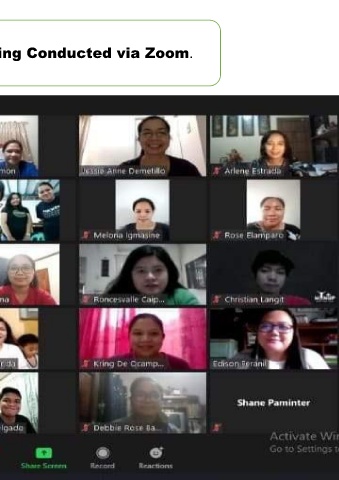 ing Conducted via Zoom.
mon
Jessie Anne Demetillo
Arlene Estrada
Meloria Igmasine
Rose Elamparo
na
Roncesvalle Caip...
Christian Langit
Kring De Ocamp...
Edison Feranil
lgado
Debbie Rose Ba...
Shane Paminter
Activate Win
Go to Settings t
Share Screen
Record
Reactions